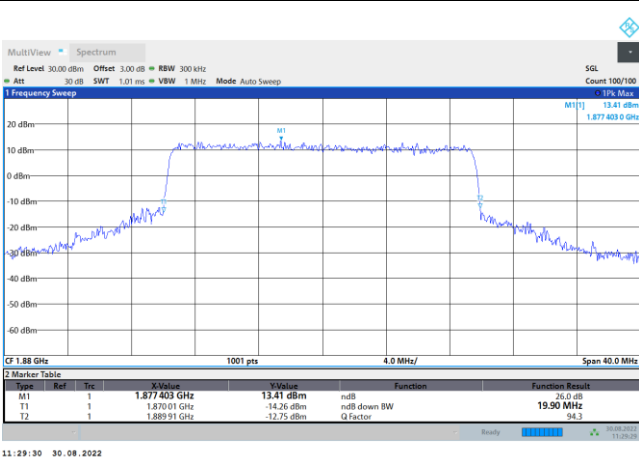 MultiView Spectrum
Ref Level 30.00 dBm Offset 3.00 dB RBW 300 kHz SGL
Att 30 dB SWT 1.01 ms VBW 1 MHz Mode Auto Sweep Count 100/100
1 Frequency Sweep 1Pk Max
M1[1] 13.41 dBm
1.877 403 0 GHz
M1
20 dBm
10 dBm
0 dBm
-10 dBm
-20 dBm
-30 dBm
-40 dBm
-50 dBm
-60 dBm
CF 1.88 GHz 1001 pts 4.0 MHz/ Span 40.0 MHz
2 Marker Table
Type Ref Trc X-Value Y-Value Function Function Result
M1 1 1.877 403 GHz 13.41 dBm ndB 26.0 dB
T1 1 1.870 01 GHz -14.26 dBm ndB down BW 19.90 MHz
T2 1 1.889 91 GHz -12.75 dBm Q Factor 94.3
Ready 30.08.2022
11:29:29
11:29:30 30.08.2022